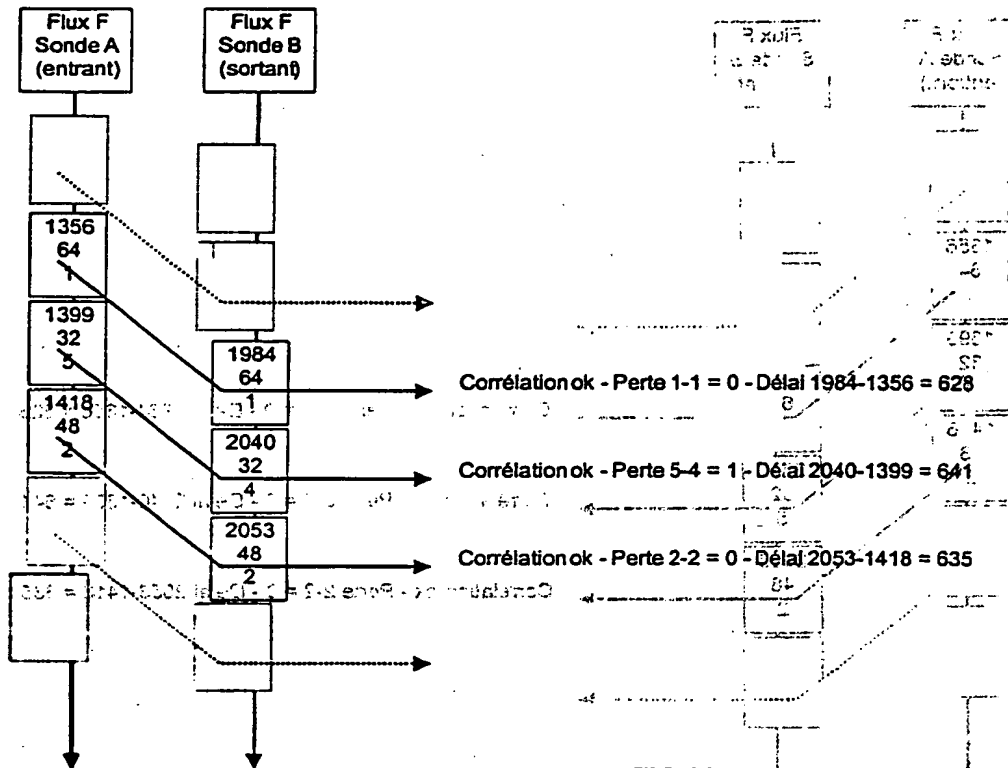 Flux F
Sonde A
(entrant)
Flux F
Sonde B
(sortant)
1356
64
1
1399
32
5
1418
48
2
1984
64
1
2040
32
4
2053
48
2
Corrélation ok - Perte 1-1 = 0 - Délai 1984-1356 = 628
Corrélation ok - Perte 5-4 = 1 - Délai 2040-1399 = 641
Corrélation ok - Perte 2-2 = 0 - Délai 2053-1418 = 635